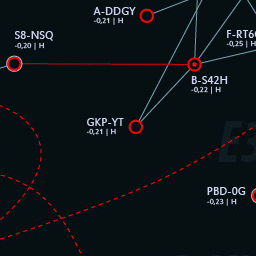 A-DDGY
-0,21 | H
S8-NSQ
-0,20 | H
F-RT6
-0,25 | H
B-S42H
-0,22 | H
GKP-YT
-0,21 | H
E3
PBD-0G
-0,23 | H